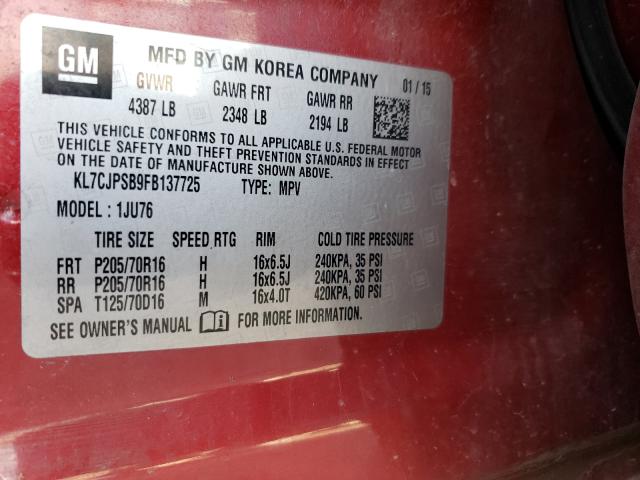 GM MFD BY GM KOREA COMPANY 01/15
GVWR GAWR FRT GAWR RR
4387 LB 2348 LB 2194 LB
THIS VEHICLE CONFORMS TO ALL APPLICABLE U.S. FEDERAL MOTOR
VEHICLE SAFETY AND THEFT PREVENTION STANDARDS IN EFFECT
ON THE DATE OF MANUFACTURE SHOWN ABOVE.
KL7CJPSB9FB137725 TYPE: MPV
MODEL: 1JU76
TIRE SIZE SPEED RTG RIM COLD TIRE PRESSURE
FRT P205/70R16 H 16x6.5J 240KPA, 35 PSI
RR P205/70R16 H 16x6.5J 240KPA, 35 PSI
SPA T125/70D16 M 16x4.0T 420KPA, 60 PSI
SEE OWNER'S MANUAL FOR MORE INFORMATION.